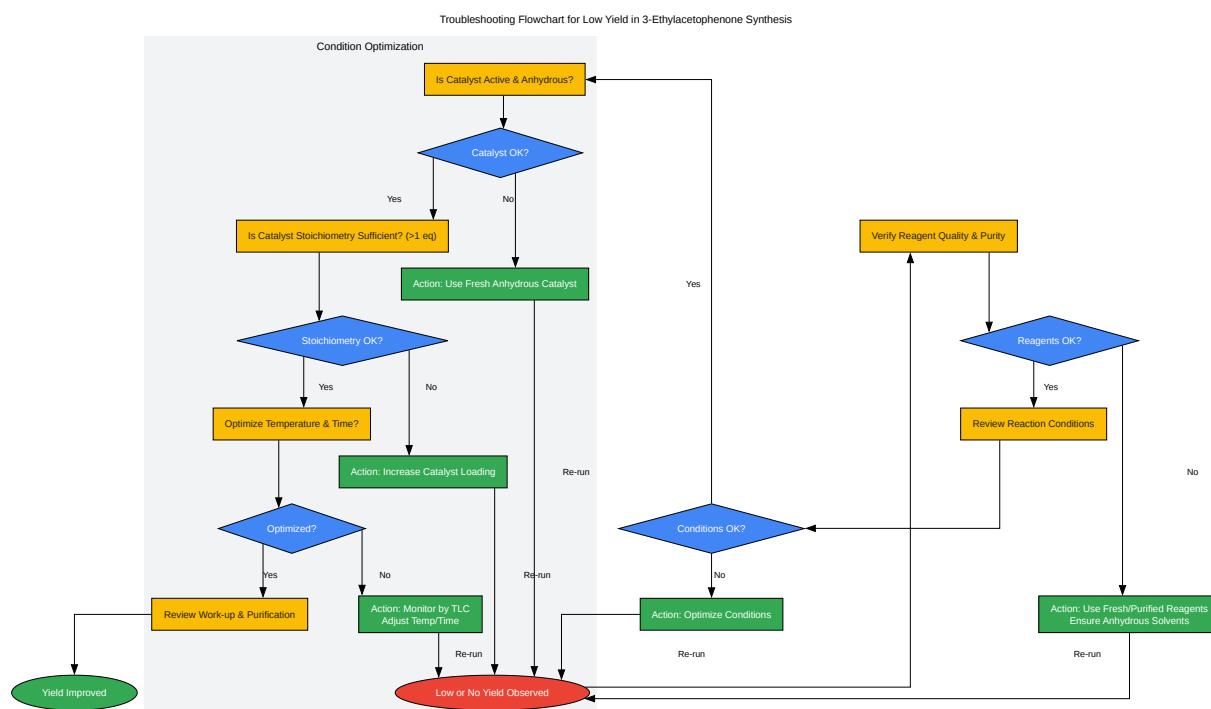 Troubleshooting Flowchart for Low Yield in 3-Ethylacetophenone Synthesis
Condition Optimization
Is Catalyst Active & Anhydrous?
Catalyst OK?
Yes
No
Is Catalyst Stoichiometry Sufficient? (>1 eq)
Verify Reagent Quality & Purity
Action: Use Fresh Anhydrous Catalyst
Yes
Stoichiometry OK?
Reagents OK?
Yes
No
Yes
Optimize Temperature & Time?
Review Reaction Conditions
Action: Increase Catalyst Loading
Re-run
No
Optimized?
Conditions OK?
Yes
No
Re-run
No
Review Work-up & Purification
Action: Monitor by TLC
Adjust Temp/Time
Action: Optimize Conditions
Action: Use Fresh/Purified Reagents
Ensure Anhydrous Solvents
Re-run
Re-run
Re-run
Yield Improved
Low or No Yield Observed